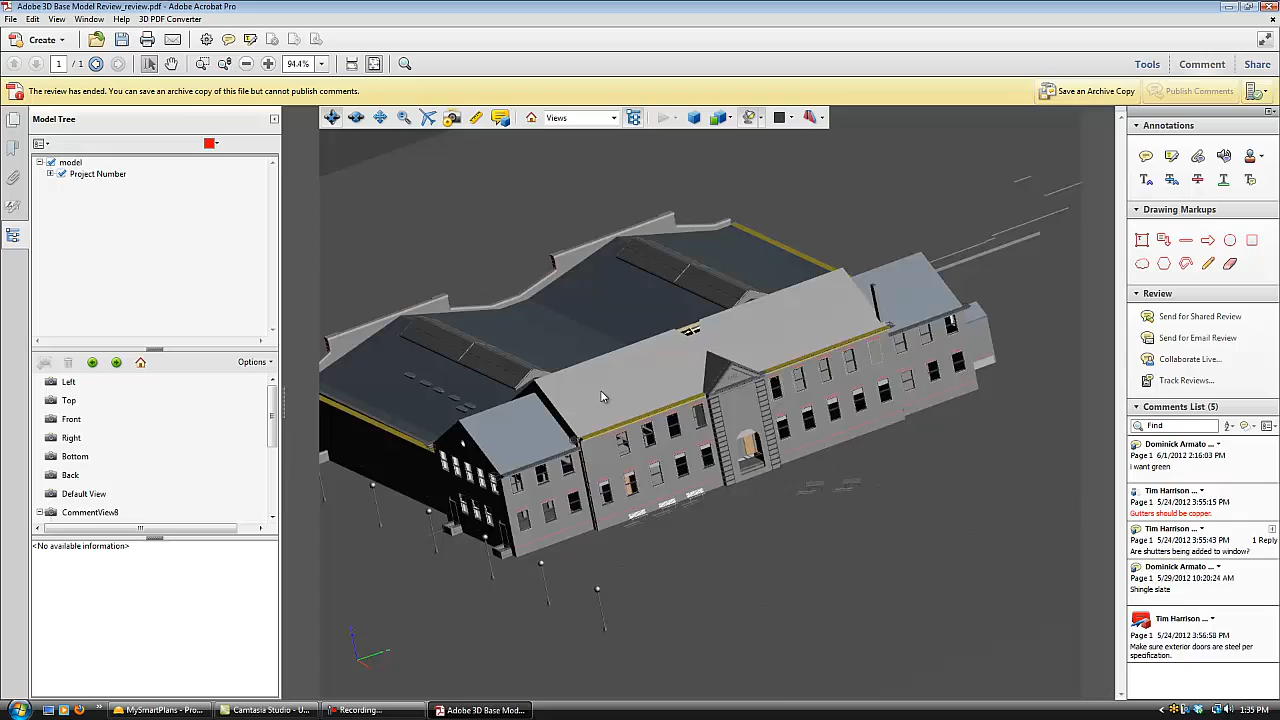 Adobe 3D Base Model Review_review.pdf - Adobe Acrobat Pro
File Edit View Window Help 3D PDF Converter
Create
1 / 1 94.4% Tools Comment Share
The review has ended. You can save an archive copy of this file but cannot publish comments. Save an Archive Copy Publish Comments
Model Tree
Views
model
Project Number
Options
Left
Top
Front
Right
Bottom
Back
Default View
CommentView8
<No available information>
Annotations
Drawing Markups
Review
Send for Shared Review
Send for Email Review
Collaborate Live...
Track Reviews...
Comments List (5)
Find
Dominick Armato ...
Page 1 6/1/2012 2:16:03 PM
i want green
Tim Harrison ...
Page 1 5/24/2012 3:55:15 PM
Gutters should be copper.
Tim Harrison ...
Page 1 5/24/2012 3:55:43 PM 1 Reply
Are shutters being added to window?
Dominick Armato ...
Page 1 5/29/2012 10:20:24 AM
Shingle slate
Tim Harrison ...
Page 1 5/24/2012 3:56:58 PM
Make sure exterior doors are steel per
specification.
MySmartPlans - Pro... Camtasia Studio - U... Recording... Adobe 3D Base Mod... 1:35 PM